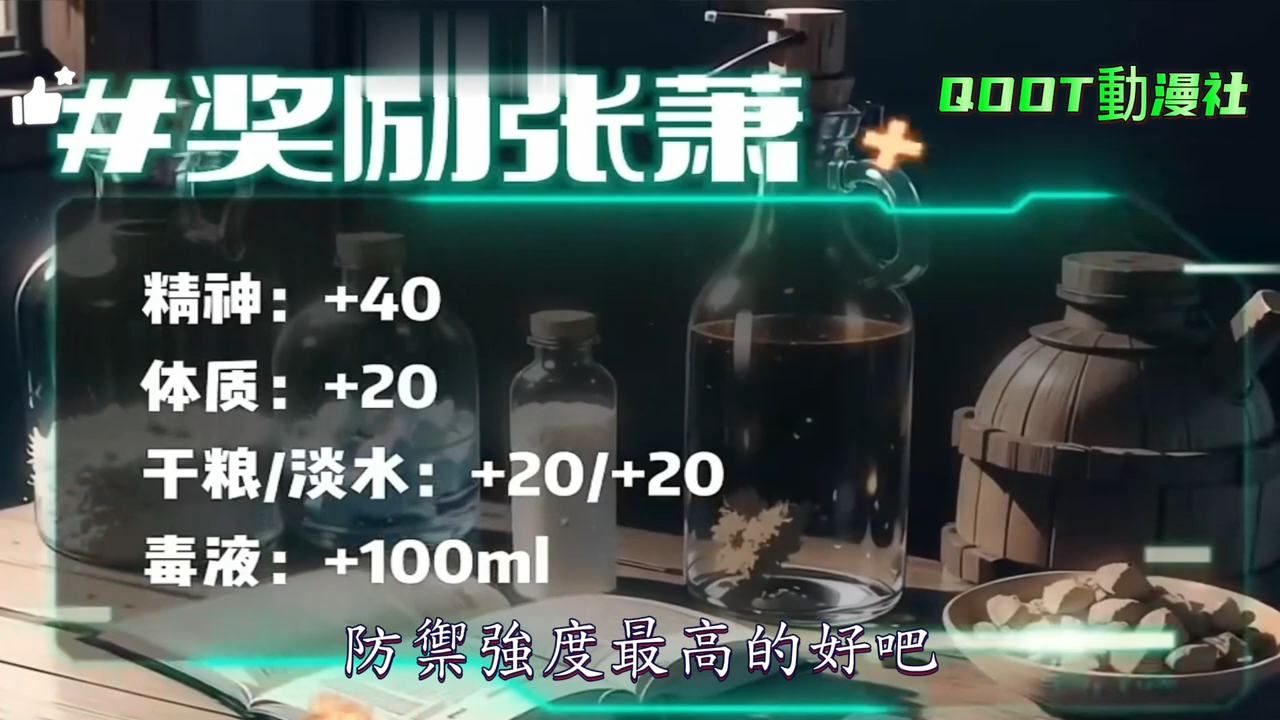 #奖励张萧
QOOT動漫社
精神：+40
体质：+20
干粮/淡水：+20/+20
毒液：+100ml
防禦強度最高的好吧